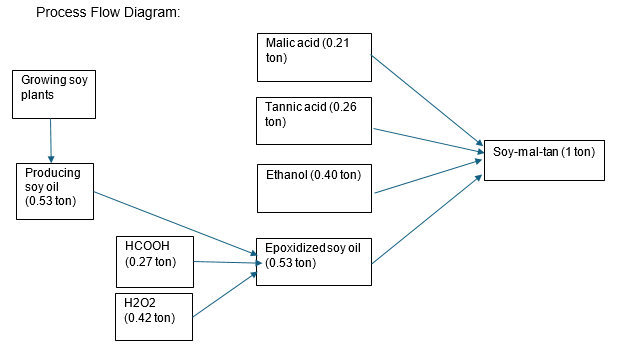 Process Flow Diagram:
Malic acid (0.21
ton)
Growing soy
plants
Tannic acid (0.26
ton)
Soy-mal-tan (1 ton)
Producing
soy oil
(0.53 ton)
Ethanol (0.40 ton)
HCOOH
(0.27 ton)
Epoxidized soy oil
(0.53 ton)
H2O2
(0.42 ton)